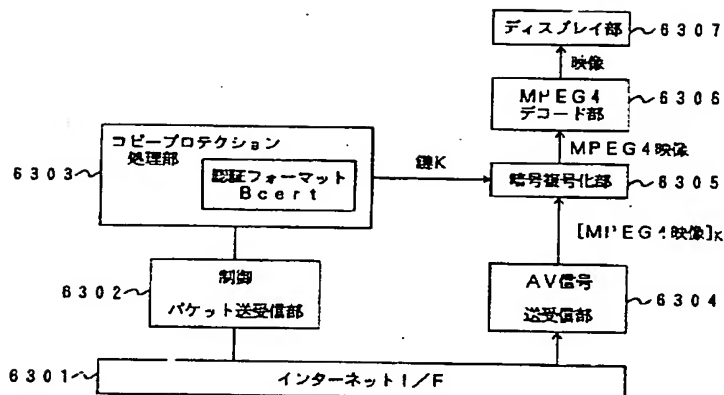 ディスプレイ部
6307
映像
MPEG4
デコード部
6306
MPEG4映像
コピープロテクション
処理部
認証フォーマット
Bcert
6303
鍵K
暗号復号化部
6305
[MPEG4映像]K
制御
パケット送受信部
6302
AV信号
送受信部
6304
6301
インターネットI/F